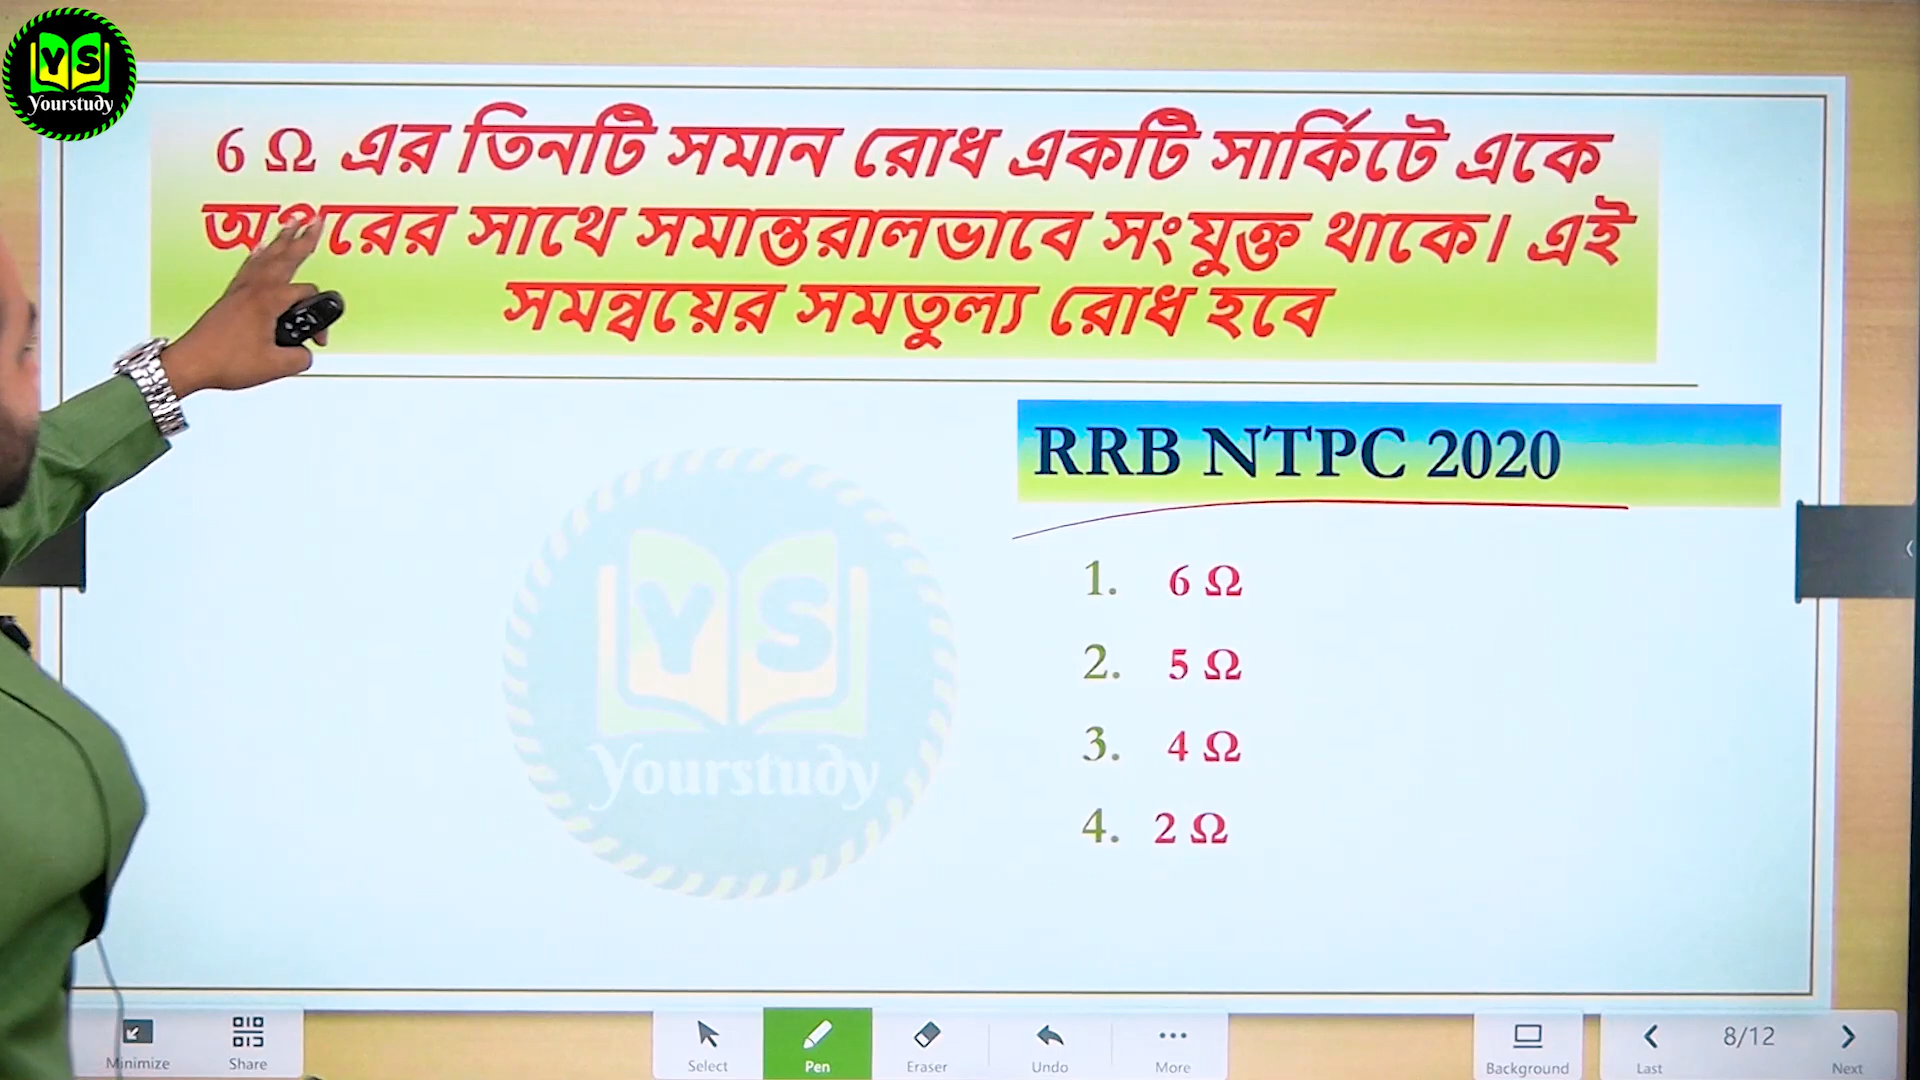 YS
Yourstudy
6 Ω এর তিনটি সমান রোধ একটি সার্কিটে একে
অপরের সাথে সমান্তরালভাবে সংযুক্ত থাকে। এই
সমন্বয়ের সমতুল্য রোধ হবে
RRB NTPC 2020
1. 6 Ω
2. 5 Ω
3. 4 Ω
4. 2 Ω
YS
Yourstudy
Minimize
Share
Select
Pen
Eraser
Undo
More
Background
Last
8/12
Next